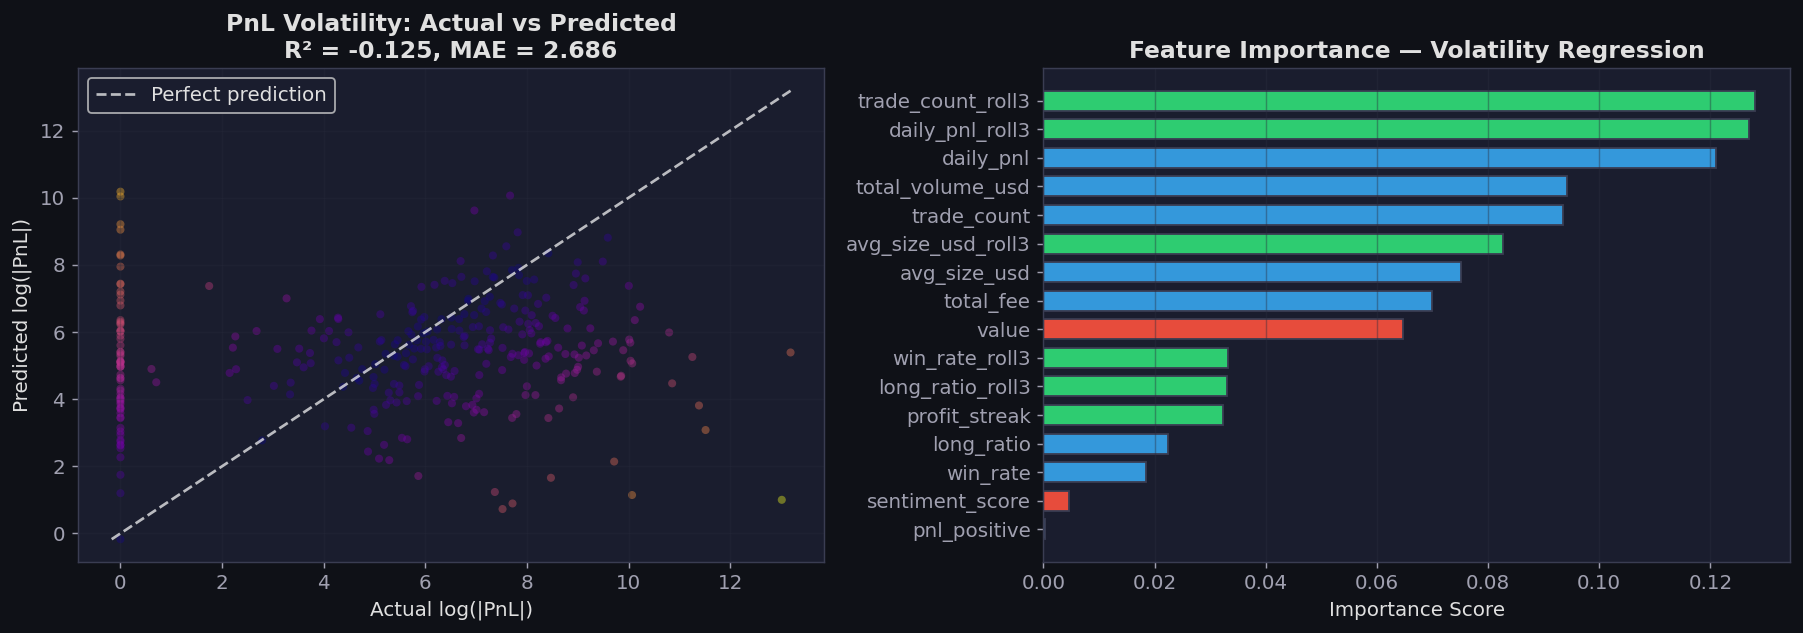 PnL Volatility: Actual vs Predicted
R² = -0.125, MAE = 2.686
Perfect prediction
Predicted log(|PnL|)
12
10
8
6
4
2
0
0 2 4 6 8 10 12
Actual log(|PnL|)
Feature Importance — Volatility Regression
trade_count_roll3
daily_pnl_roll3
daily_pnl
total_volume_usd
trade_count
avg_size_usd_roll3
avg_size_usd
total_fee
value
win_rate_roll3
long_ratio_roll3
profit_streak
long_ratio
win_rate
sentiment_score
pnl_positive
0.00 0.02 0.04 0.06 0.08 0.10 0.12
Importance Score